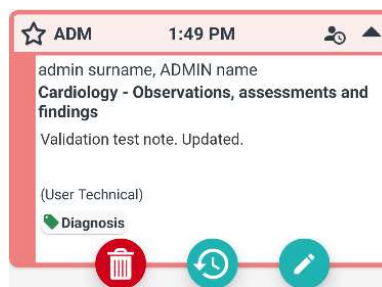 ADM 1:49 PM
admin surname, ADMIN name
Cardiology - Observations, assessments and
findings
Validation test note. Updated.
(User Technical)
Diagnosis